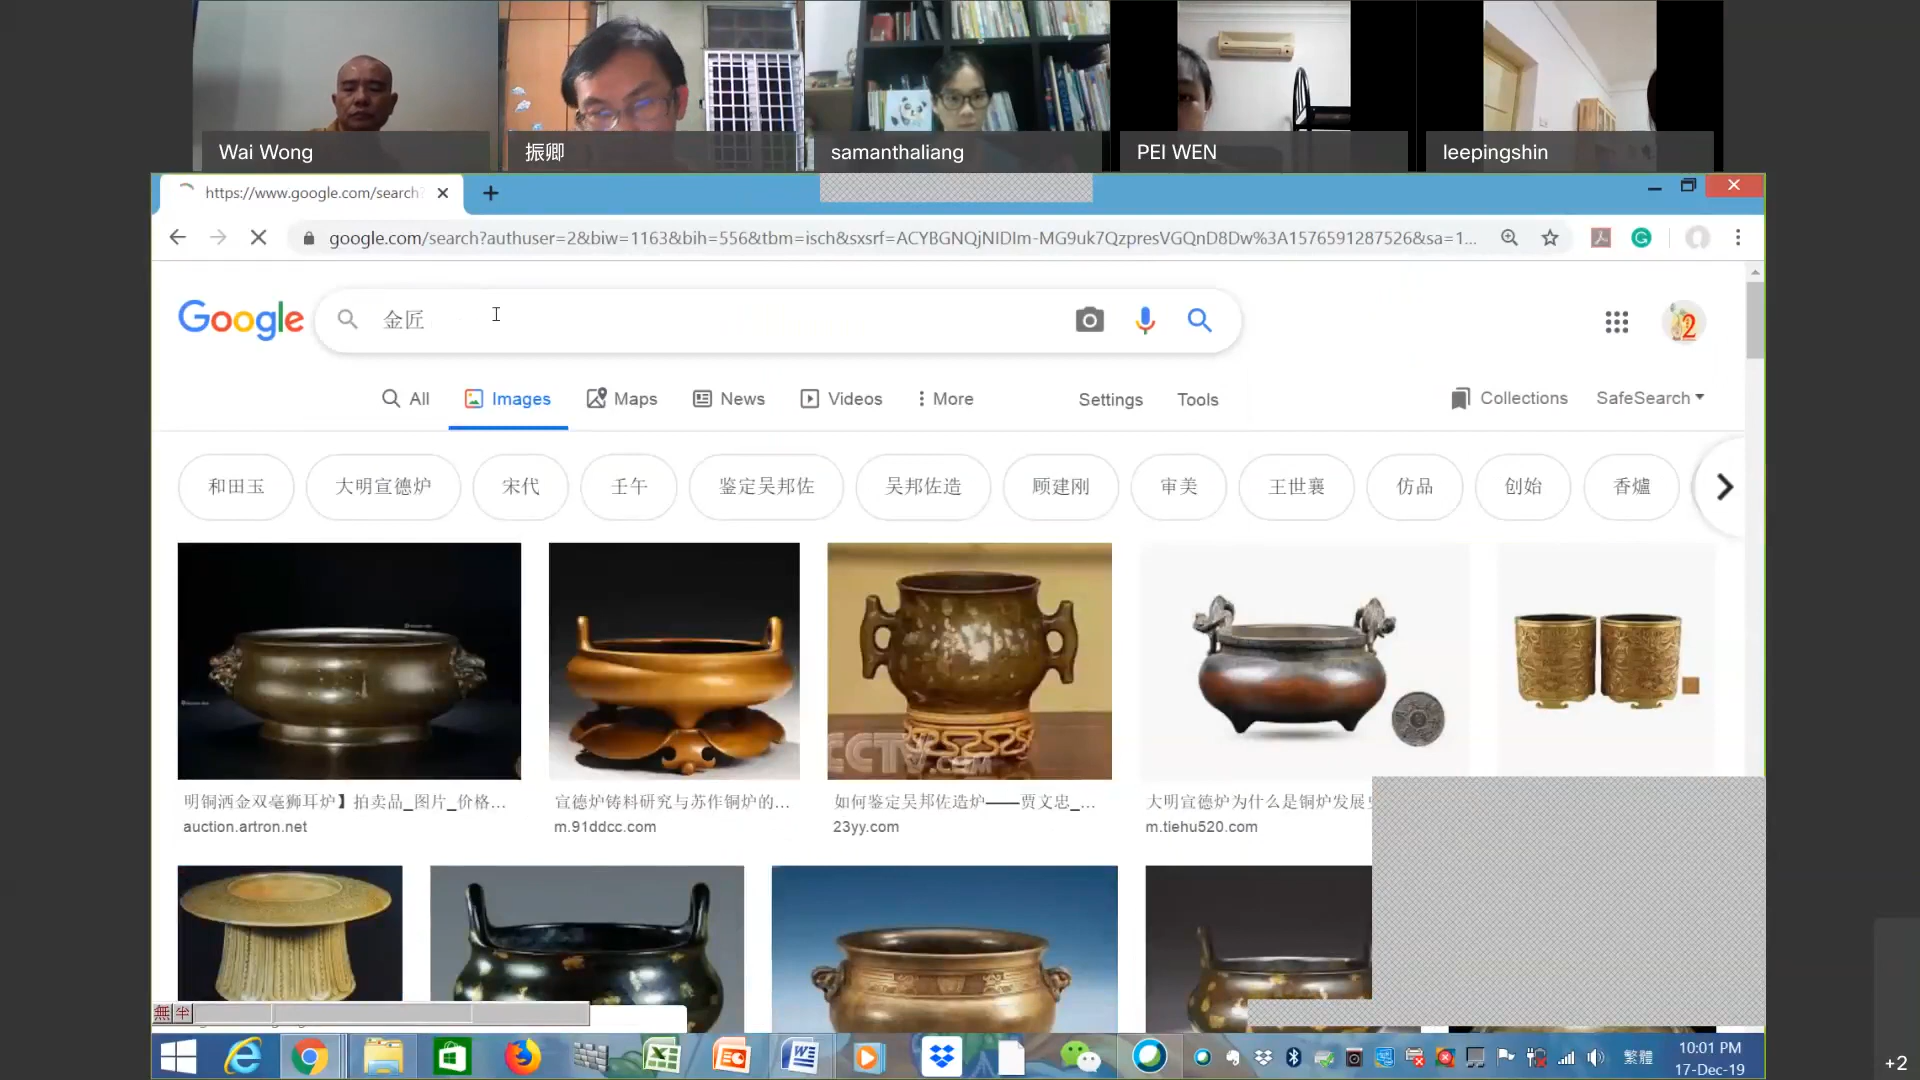 Wai Wong
振卿
samanthaliang
PEI WEN
leepingshin
https://www.google.com/search?
google.com/search?authuser=2&biw=1163&bih=556&tbm=isch&sxsrf=ACYBGNQjNIDIm-MG9uk7QzpresVGQnD8Dw%3A1576591287526&sa=1...
Google
金匠
2
All
Images
Maps
News
Videos
More
Settings
Tools
Collections
SafeSearch
和田玉
大明宣德炉
宋代
壬午
鉴定吴邦佐
吴邦佐造
顾建刚
审美
王世襄
仿品
创始
香爐
CCTV.COM
明铜洒金双毫狮耳炉】拍卖品_图片_价格...
auction.artron.net
宣德炉铸料研究与苏作铜炉的...
m.91ddcc.com
如何鉴定吴邦佐造炉——贾文忠_...
23yy.com
大明宣德炉为什么是铜炉发展
m.tiehu520.com
無 半
繁體
10:01 PM
17-Dec-19
+2